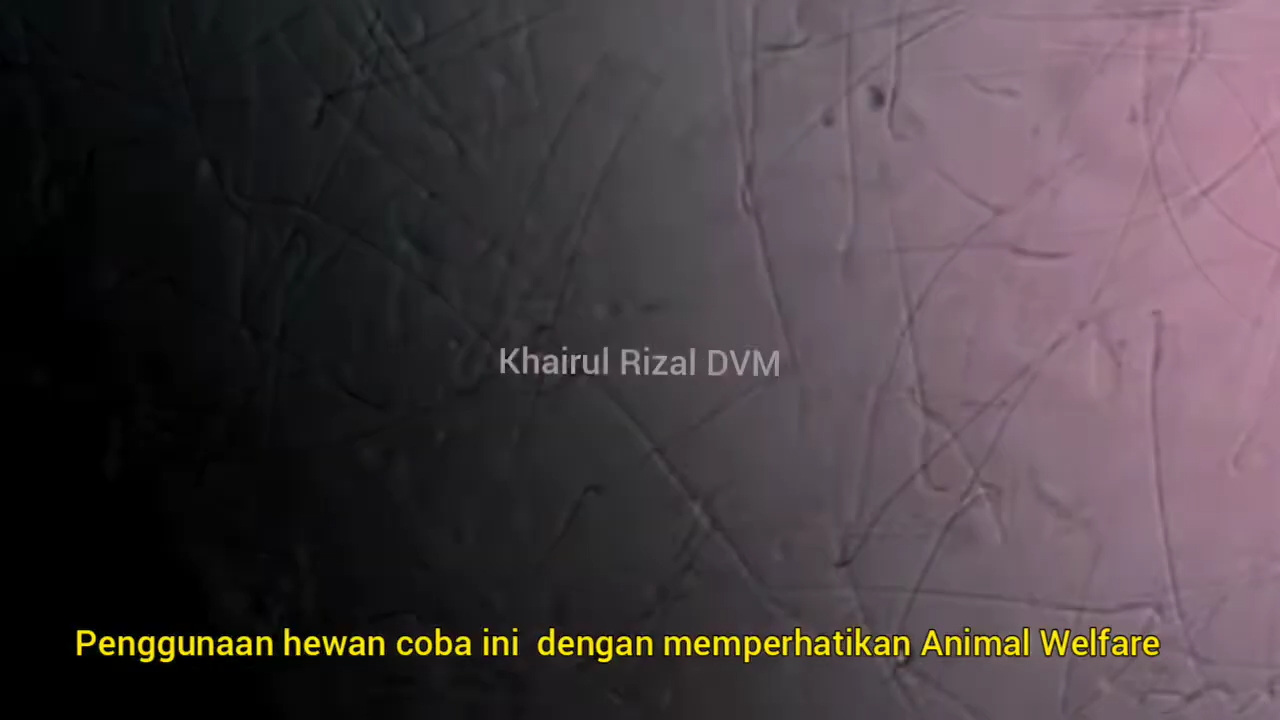 Khairul Rizal DVM
Penggunaan hewan coba ini dengan memperhatikan Animal Welfare